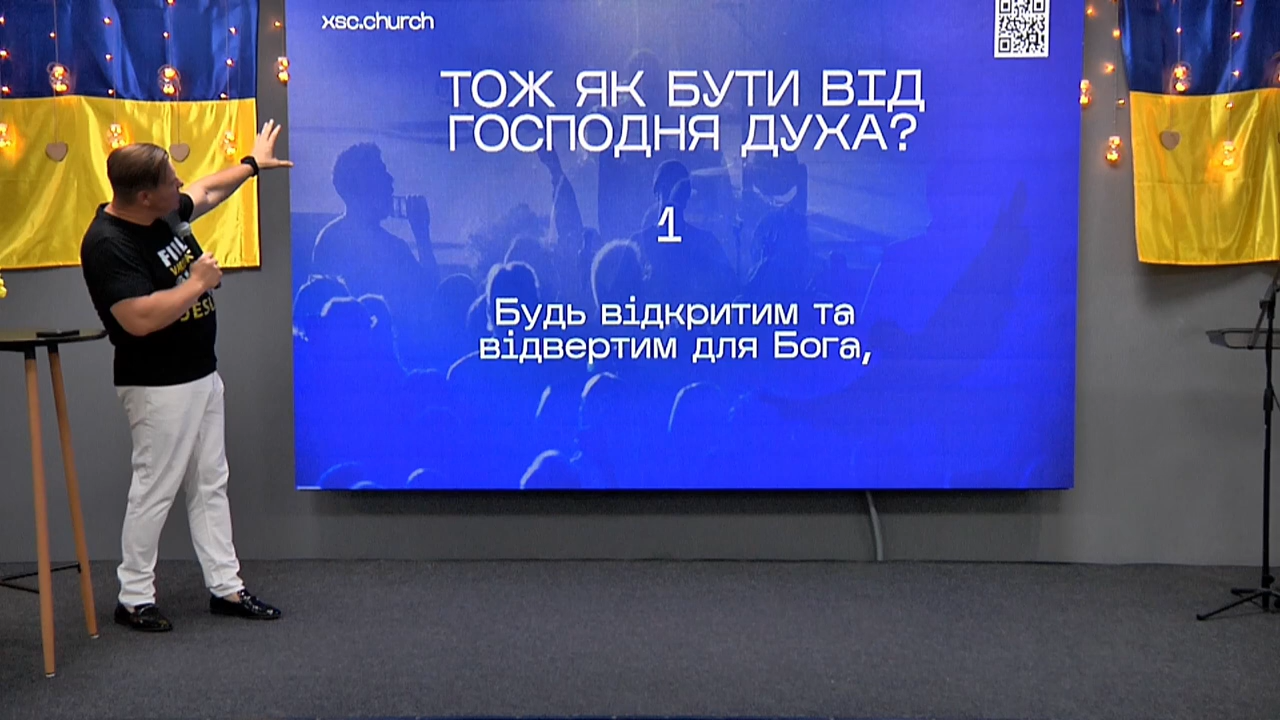 xsc.church
ТОЖ ЯК БУТИ ВІД
ГОСПОДНЯ ДУХА?
1
Будь відкритим та
відвертим для Бога,